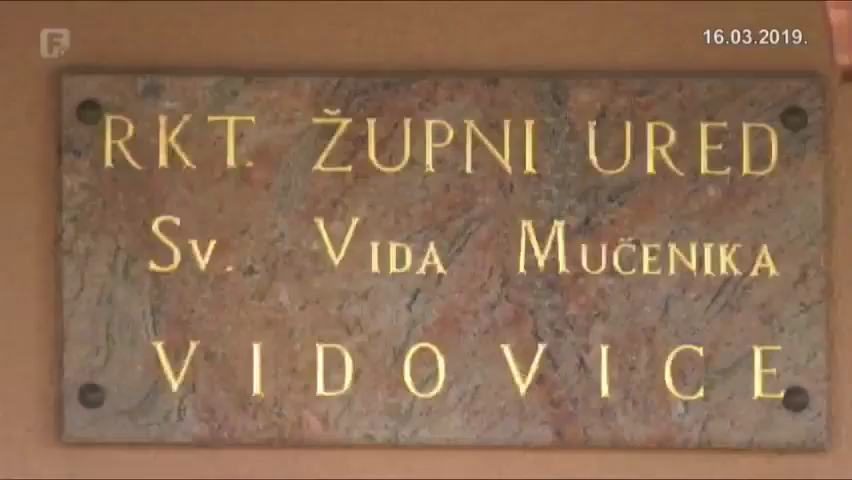 F
16.03.2019.
RKT. ŽUPNI URED
SV. VIDA MUČENIKA
VIDOVICE